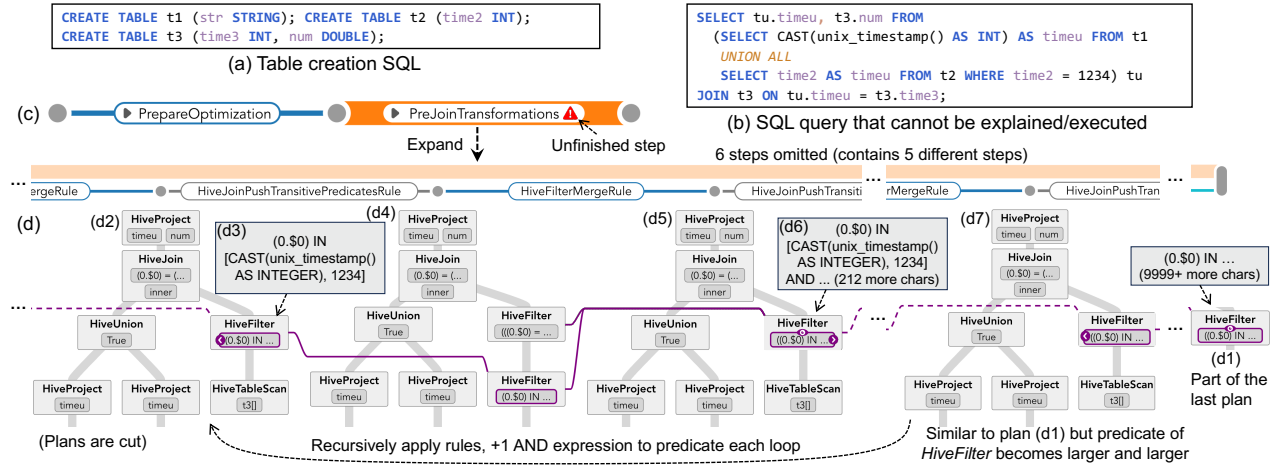 CREATE TABLE t1 (str STRING); CREATE TABLE t2 (time2 INT);
CREATE TABLE t3 (time3 INT, num DOUBLE);
(a) Table creation SQL
SELECT tu.timeu, t3.num FROM
(SELECT CAST(unix_timestamp() AS INT) AS timeu FROM t1
UNION ALL
SELECT time2 AS timeu FROM t2 WHERE time2 = 1234) tu
JOIN t3 ON tu.timeu = t3.time3;
(b) SQL query that cannot be explained/executed
(c)
PrepareOptimization
PreJoinTransformations
Expand
Unfinished step
6 steps omitted (contains 5 different steps)
...
ergeRule
HiveJoinPushTransitivePredicatesRule
HiveFilterMergeRule
HiveJoinPushTransiti
...
rMergeRule
HiveJoinPushTran
...
(d)
(d2)
HiveProject
timeu num
HiveJoin
(0.$0) = (...
inner
HiveUnion
True
HiveFilter
(0.$0) IN ...
HiveProject
timeu
HiveProject
timeu
HiveTableScan
t3[]
(d3)
(0.$0) IN
[CAST(unix_timestamp()
AS INTEGER), 1234]
(d4)
HiveProject
timeu num
HiveJoin
(0.$0) = (...
inner
HiveUnion
True
HiveFilter
(((0.$0) = ...
HiveProject
timeu
HiveProject
timeu
HiveFilter
(0.$0) IN ...
(d5)
HiveProject
timeu num
HiveJoin
(0.$0) = (...
inner
HiveUnion
True
HiveFilter
((0.$0) IN ...
HiveProject
timeu
HiveProject
timeu
HiveTableScan
t3[]
(d6)
(0.$0) IN
[CAST(unix_timestamp()
AS INTEGER), 1234]
AND ... (212 more chars)
...
(d7)
HiveProject
timeu num
HiveJoin
(0.$0) = (...
inner
HiveUnion
True
HiveFilter
((0.$0) IN ...
HiveProject
timeu
HiveProject
timeu
HiveTableScan
t3[]
(0.$0) IN ...
(9999+ more chars)
...
HiveFilter
((0.$0) IN ...
(d1)
Part of the
last plan
(Plans are cut)
Recursively apply rules, +1 AND expression to predicate each loop
Similar to plan (d1) but predicate of
HiveFilter becomes larger and larger